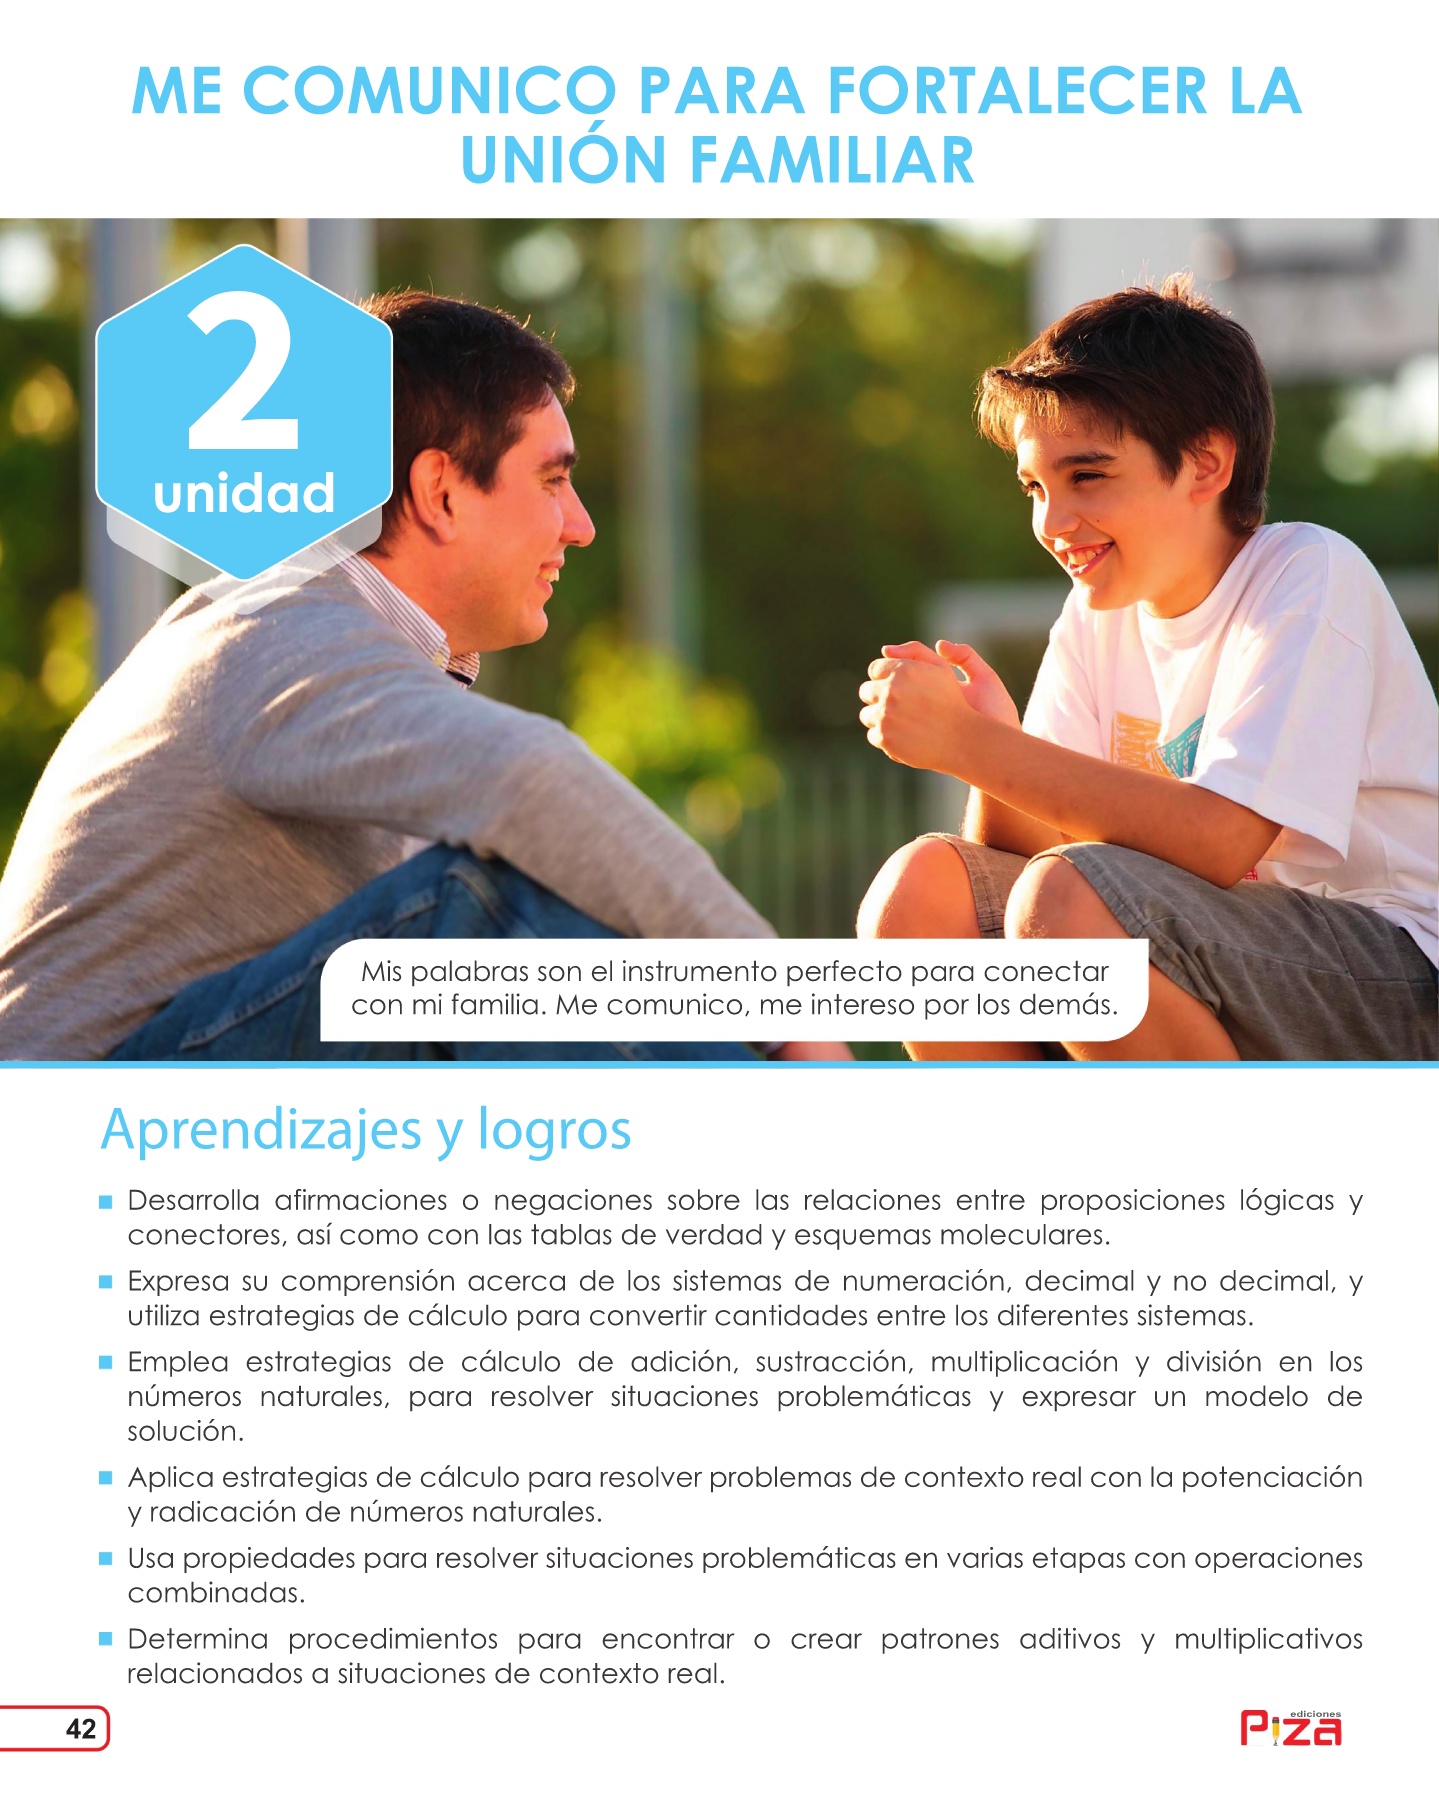 ME COMUNICO PARA FORTALECER LA
UNIÓN FAMILIAR
2
unidad
Mis palabras son el instrumento perfecto para conectar
con mi familia. Me comunico, me intereso por los demás.
Aprendizajes y logros
Desarrolla afirmaciones o negaciones sobre las relaciones entre proposiciones lógicas y
conectores, así como con las tablas de verdad y esquemas moleculares.
Expresa su comprensión acerca de los sistemas de numeración, decimal y no decimal, y
utiliza estrategias de cálculo para convertir cantidades entre los diferentes sistemas.
Emplea estrategias de cálculo de adición, sustracción, multiplicación y división en los
números naturales, para resolver situaciones problemáticas y expresar un modelo de
solución.
Aplica estrategias de cálculo para resolver problemas de contexto real con la potenciación
y radicación de números naturales.
Usa propiedades para resolver situaciones problemáticas en varias etapas con operaciones
combinadas.
Determina procedimientos para encontrar o crear patrones aditivos y multiplicativos
relacionados a situaciones de contexto real.
42
ediciones
Piza